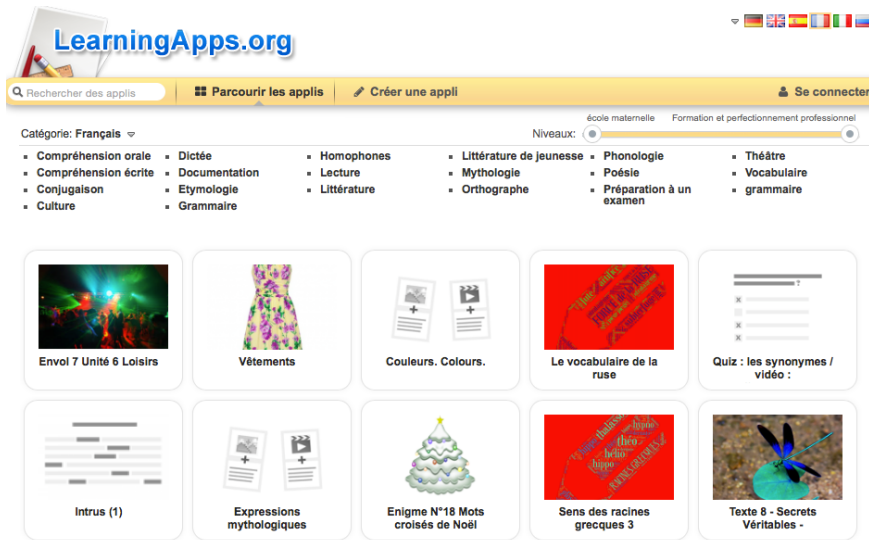 LearningApps.org
Rechercher des applis
Parcourir les applis
Créer une appli
Se connecter
école maternelle
Formation et perfectionnement professionnel
Catégorie: Français
Niveaux:
Compréhension orale
Dictée
Homophones
Littérature de jeunesse
Phonologie
Théâtre
Compréhension écrite
Documentation
Lecture
Mythologie
Poésie
Vocabulaire
Conjugaison
Etymologie
Littérature
Orthographe
Préparation à un
examen
grammaire
Culture
Grammaire
Envol 7 Unité 6 Loisirs
Vêtements
Couleurs. Colours.
Le vocabulaire de la
ruse
Quiz : les synonymes /
vidéo :
théo
hélio
hippo
Intrus (1)
Expressions
mythologiques
Enigme N°18 Mots
croisés de Noël
Sens des racines
grecques 3
Texte 8 - Secrets
Véritables -